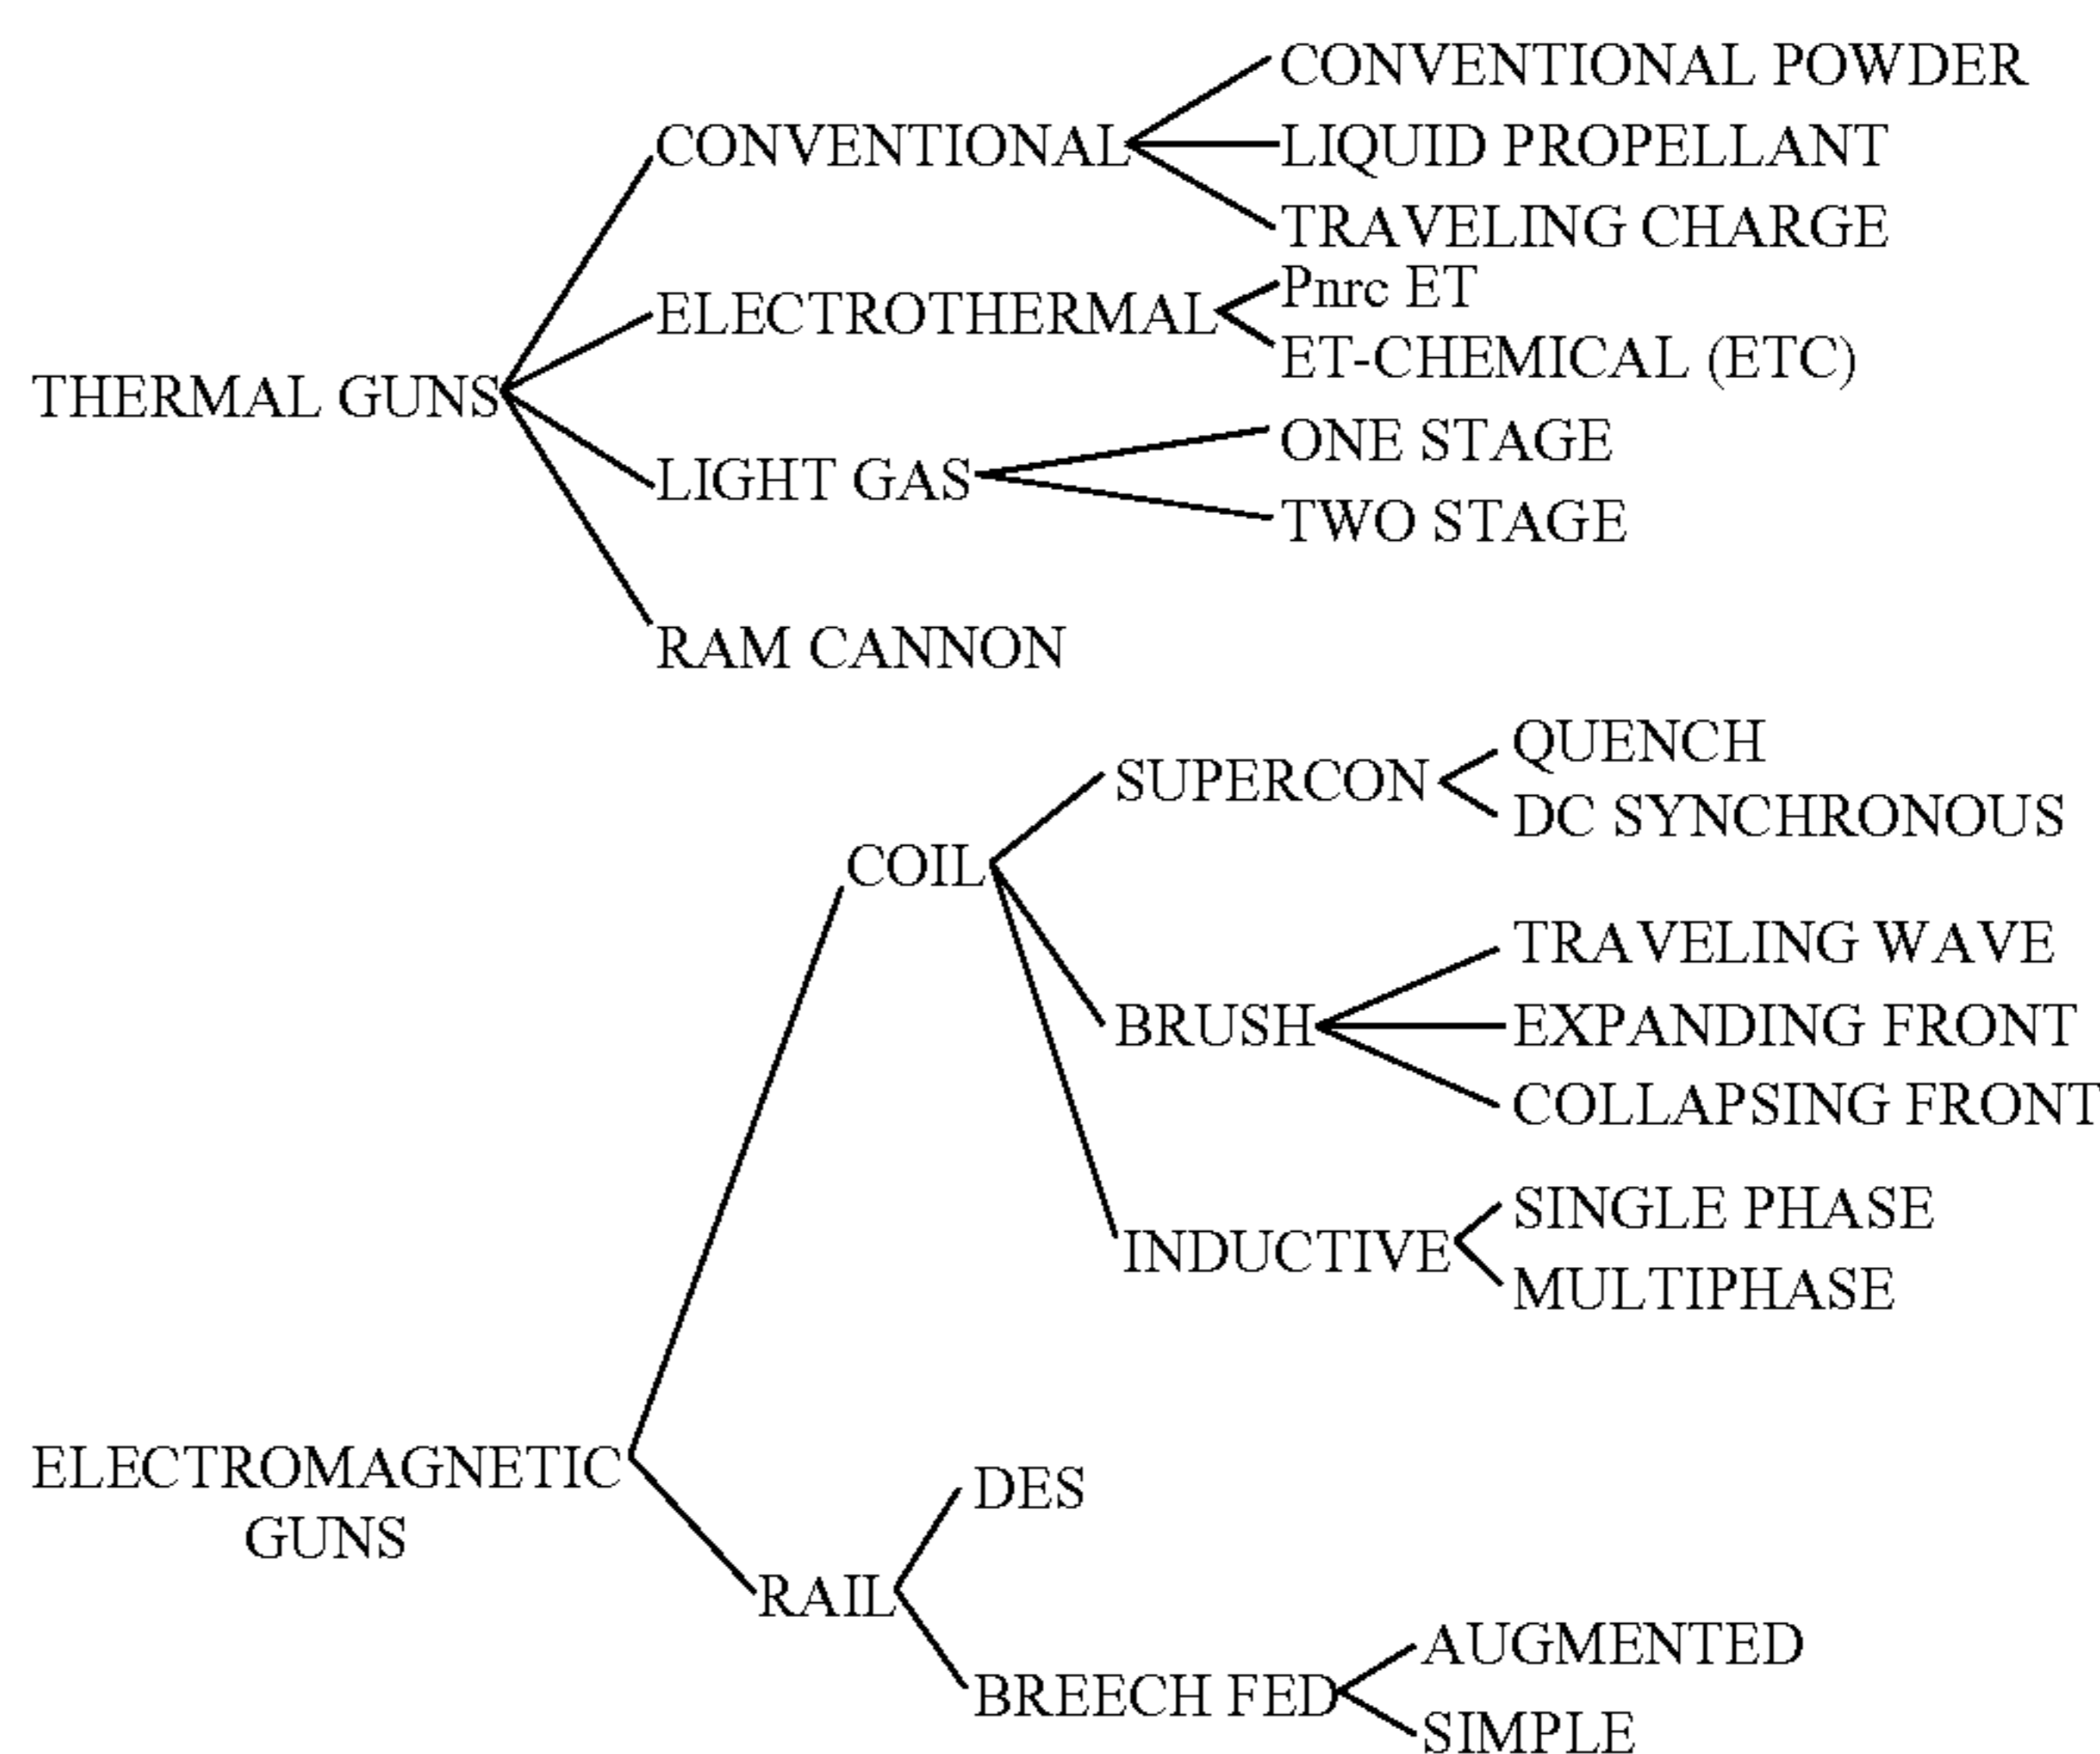 CONVENTIONAL POWDER
CONVENTIONAL
LIQUID PROPELLANT
TRAVELING CHARGE
Pnrc ET
ELECTROTHERMAL
ET-CHEMICAL (ETC)
THERMAL GUNS
ONE STAGE
LIGHT GAS
TWO STAGE
RAM CANNON
QUENCH
SUPERCON
DC SYNCHRONOUS
COIL
TRAVELING WAVE
BRUSH
EXPANDING FRONT
COLLAPSING FRONT
SINGLE PHASE
INDUCTIVE
MULTIPHASE
ELECTROMAGNETIC
GUNS
DES
RAIL
AUGMENTED
BREECH FED
SIMPLE